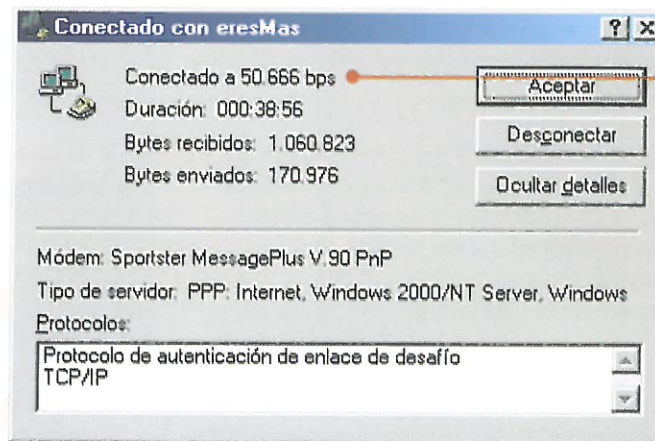 Conectado con eresMas
Conectado a 50.666 bps
Duración: 000:38:56
Bytes recibidos: 1.060.823
Bytes enviados: 170.976
Aceptar
Desconectar
Ocultar detalles
Módem: Sportster MessagePlus V.90 PnP
Tipo de servidor: PPP: Internet, Windows 2000/NT Server, Windows
Protocolos:
Protocolo de autenticación de enlace de desafío
TCP/IP